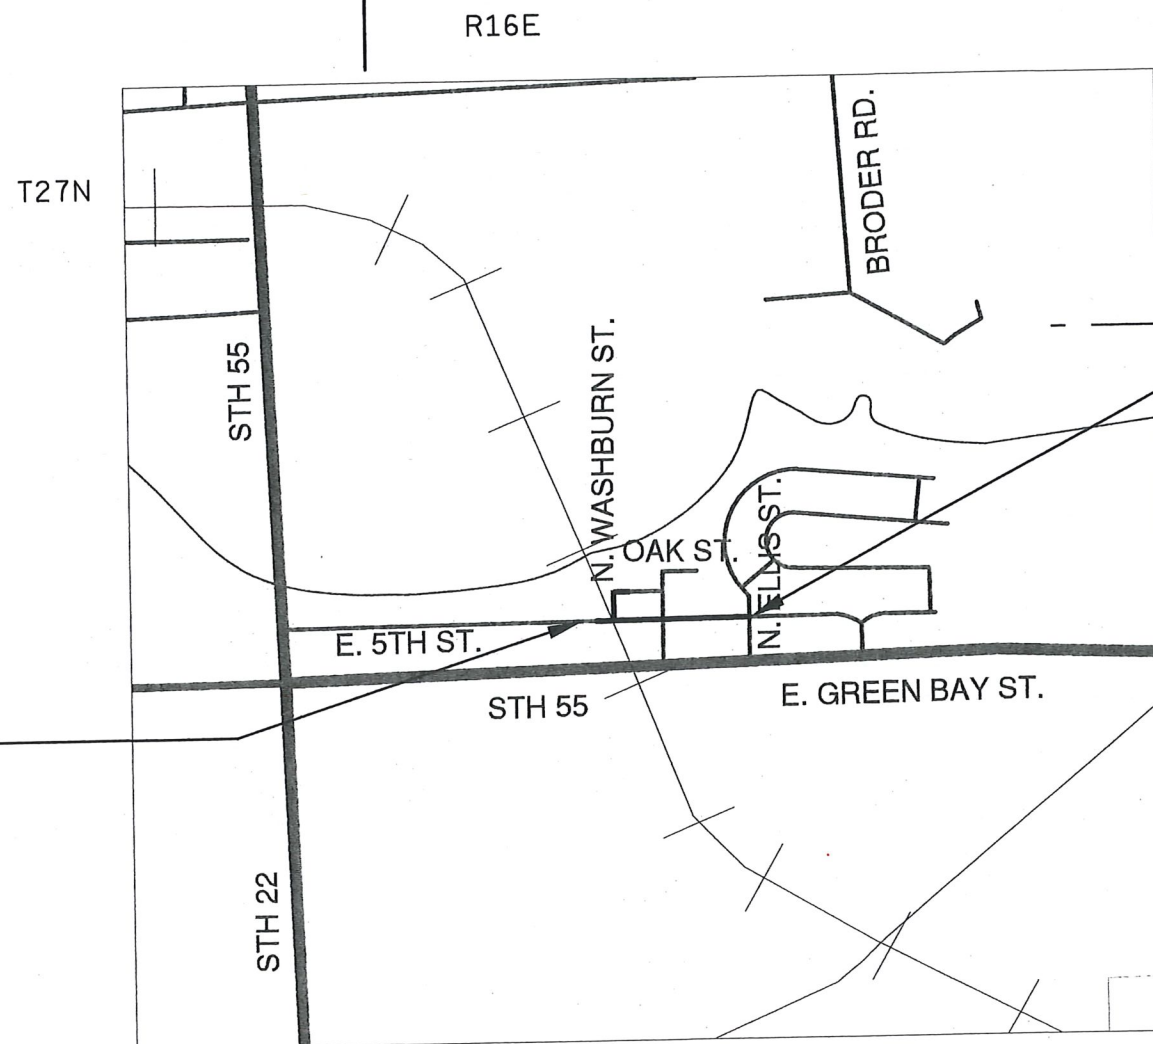 R16E
T27N
BRODER RD.
STH 55
N. WASHBURN ST.
OAK ST.
N. ELLIS ST.
E. 5TH ST.
STH 55
E. GREEN BAY ST.
STH 22